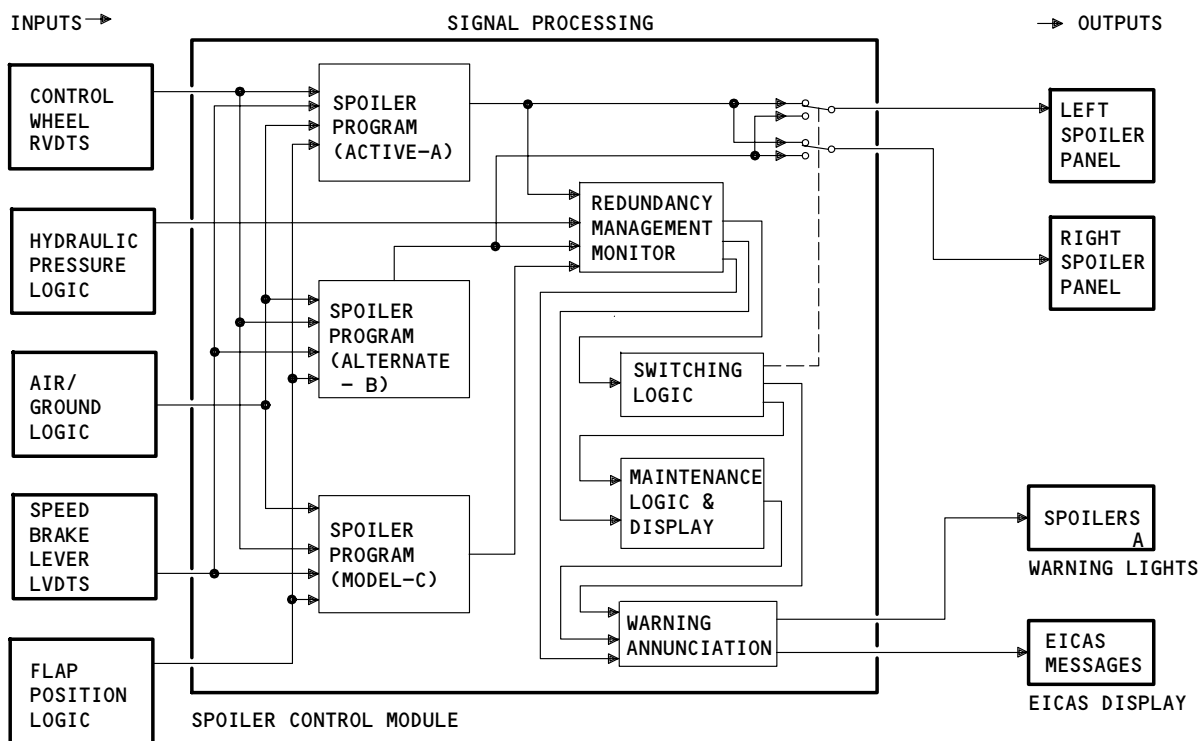 INPUTS
SIGNAL PROCESSING
OUTPUTS
CONTROL
WHEEL
RVDTS
HYDRAULIC
PRESSURE
LOGIC
AIR/
GROUND
LOGIC
SPEED
BRAKE
LEVER
LVDTS
FLAP
POSITION
LOGIC
SPOILER
PROGRAM
(ACTIVE-A)
SPOILER
PROGRAM
(ALTERNATE
- B)
SPOILER
PROGRAM
(MODEL-C)
REDUNDANCY
MANAGEMENT
MONITOR
SWITCHING
LOGIC
MAINTENANCE
LOGIC &
DISPLAY
WARNING
ANNUNCIATION
LEFT
SPOILER
PANEL
RIGHT
SPOILER
PANEL
SPOILERS
A
WARNING LIGHTS
EICAS
MESSAGES
EICAS DISPLAY
SPOILER CONTROL MODULE